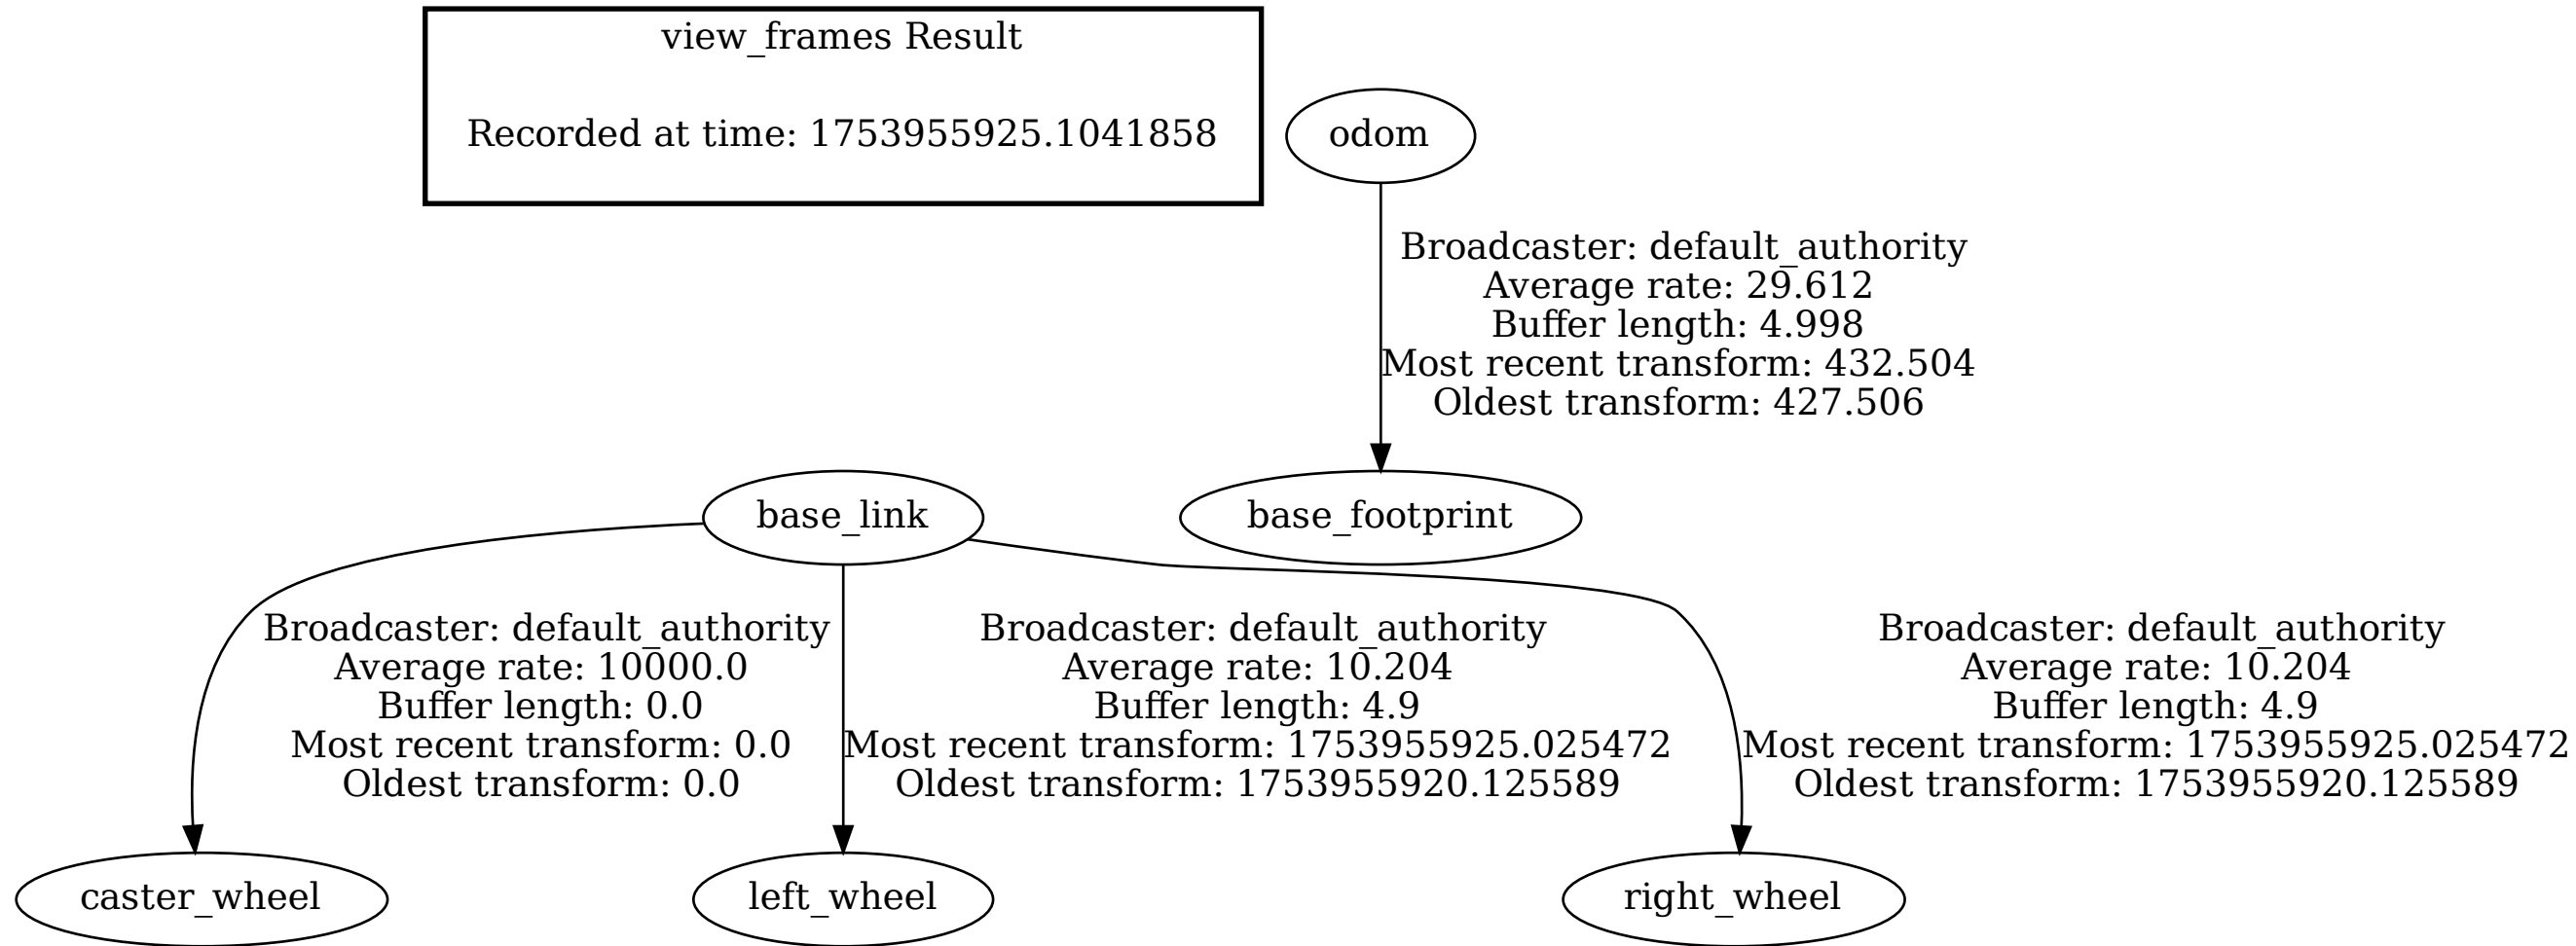 view_frames Result
Recorded at time: 1753955925.1041858
odom
Broadcaster: default_authority
Average rate: 29.612
Buffer length: 4.998
Most recent transform: 432.504
Oldest transform: 427.506
base_link
base_footprint
Broadcaster: default_authority
Average rate: 10000.0
Buffer length: 0.0
Most recent transform: 0.0
Oldest transform: 0.0
Broadcaster: default_authority
Average rate: 10.204
Buffer length: 4.9
Most recent transform: 1753955925.025472
Oldest transform: 1753955920.125589
Broadcaster: default_authority
Average rate: 10.204
Buffer length: 4.9
Most recent transform: 1753955925.025472
Oldest transform: 1753955920.125589
caster_wheel
left_wheel
right_wheel